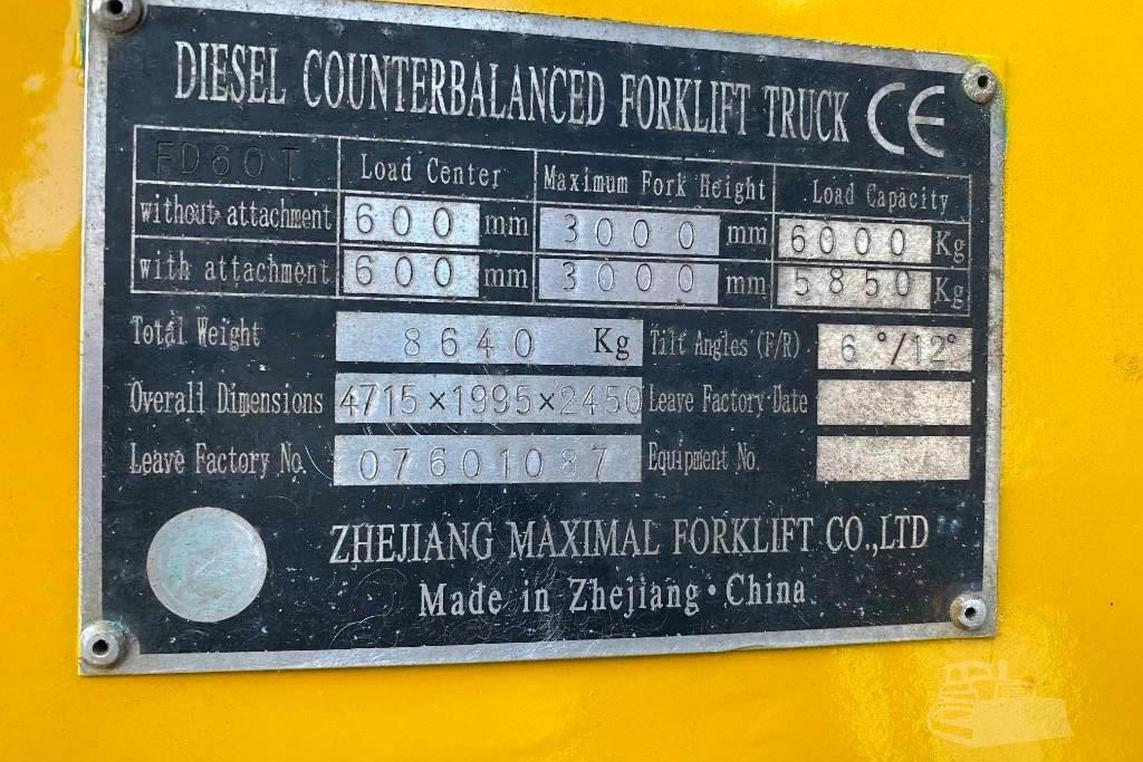 DIESEL COUNTERBALANCED FORKLIFT TRUCK CE
FD60T Load Center Maximum Fork Height Load Capacity
without attachment 600 mm 3000 mm 6000 Kg
with attachment 600 mm 3000 mm 5850 Kg
Total Weight 8640 Kg Tilt Angles (F/R) 6°/12°
Overall Dimensions 4715×1995×2450 Leave Factory Date
Leave Factory No. 07601087 Equipment No.
ZHEJIANG MAXIMAL FORKLIFT CO.,LTD
Made in Zhejiang·China